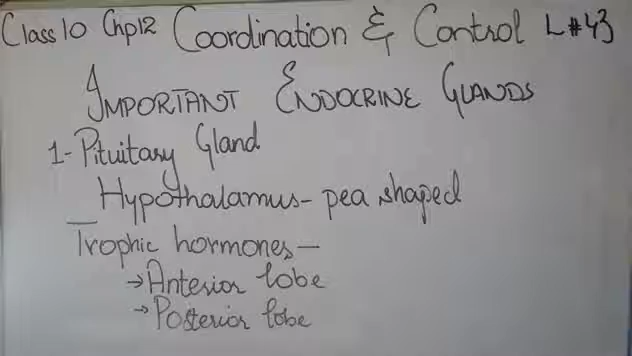 Class 10 Chp12 Coordination & Control L#43
IMPORTANT ENDOCRINE GLANDS
1- Pituitary Gland
Hypothalamus- pea shaped
Trophic hormones—
→Anterior lobe
→Posterior lobe